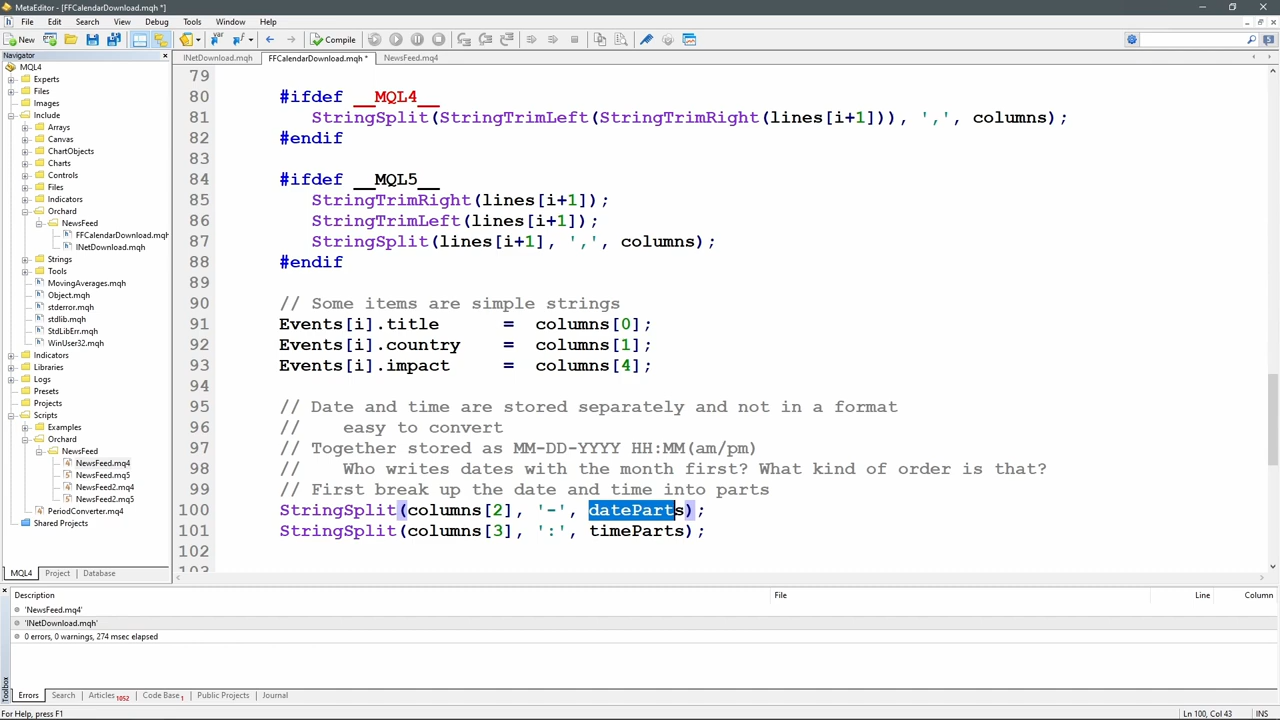 MetaEditor - [FFCalendarDownload.mqh *]
File Edit Search View Debug Tools Window Help
New Compile
Navigator
INetDownload.mqh FFCalendarDownload.mqh * NewsFeed.mq4
MQL4
Experts
Files
Images
Include
Arrays
Canvas
ChartObjects
Charts
Controls
Files
Indicators
Orchard
NewsFeed
FFCalendarDownload.mqh
INetDownload.mqh
Strings
Tools
MovingAverages.mqh
Object.mqh
stderror.mqh
stdlib.mqh
StdLibErr.mqh
WinUser32.mqh
Indicators
Libraries
Logs
Presets
Projects
Scripts
Examples
Orchard
NewsFeed
NewsFeed.mq4
NewsFeed.mq5
NewsFeed2.mq4
NewsFeed2.mq5
PeriodConverter.mq4
Shared Projects
MQL4 Project Database
79
80 #ifdef __MQL4__
81 StringSplit(StringTrimLeft(StringTrimRight(lines[i+1])), ',', columns);
82 #endif
83
84 #ifdef __MQL5__
85 StringTrimRight(lines[i+1]);
86 StringTrimLeft(lines[i+1]);
87 StringSplit(lines[i+1], ',', columns);
88 #endif
89
90 // Some items are simple strings
91 Events[i].title = columns[0];
92 Events[i].country = columns[1];
93 Events[i].impact = columns[4];
94
95 // Date and time are stored separately and not in a format
96 // easy to convert
97 // Together stored as MM-DD-YYYY HH:MM(am/pm)
98 // Who writes dates with the month first? What kind of order is that?
99 // First break up the date and time into parts
100 StringSplit(columns[2], '-', dateParts);
101 StringSplit(columns[3], ':', timeParts);
102
103
Description File Line Column
'NewsFeed.mq4'
'INetDownload.mqh'
0 errors, 0 warnings, 274 msec elapsed
Toolbox
Errors Search Articles 1052 Code Base 1 Public Projects Journal
For Help, press F1 Ln 100, Col 43 INS